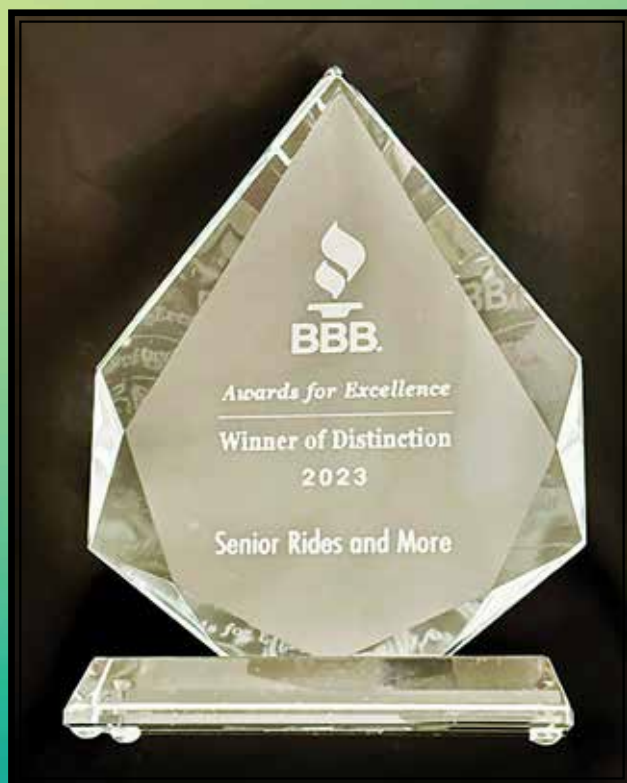 BBB.
Awards for Excellence
Winner of Distinction
2023
Senior Rides and More